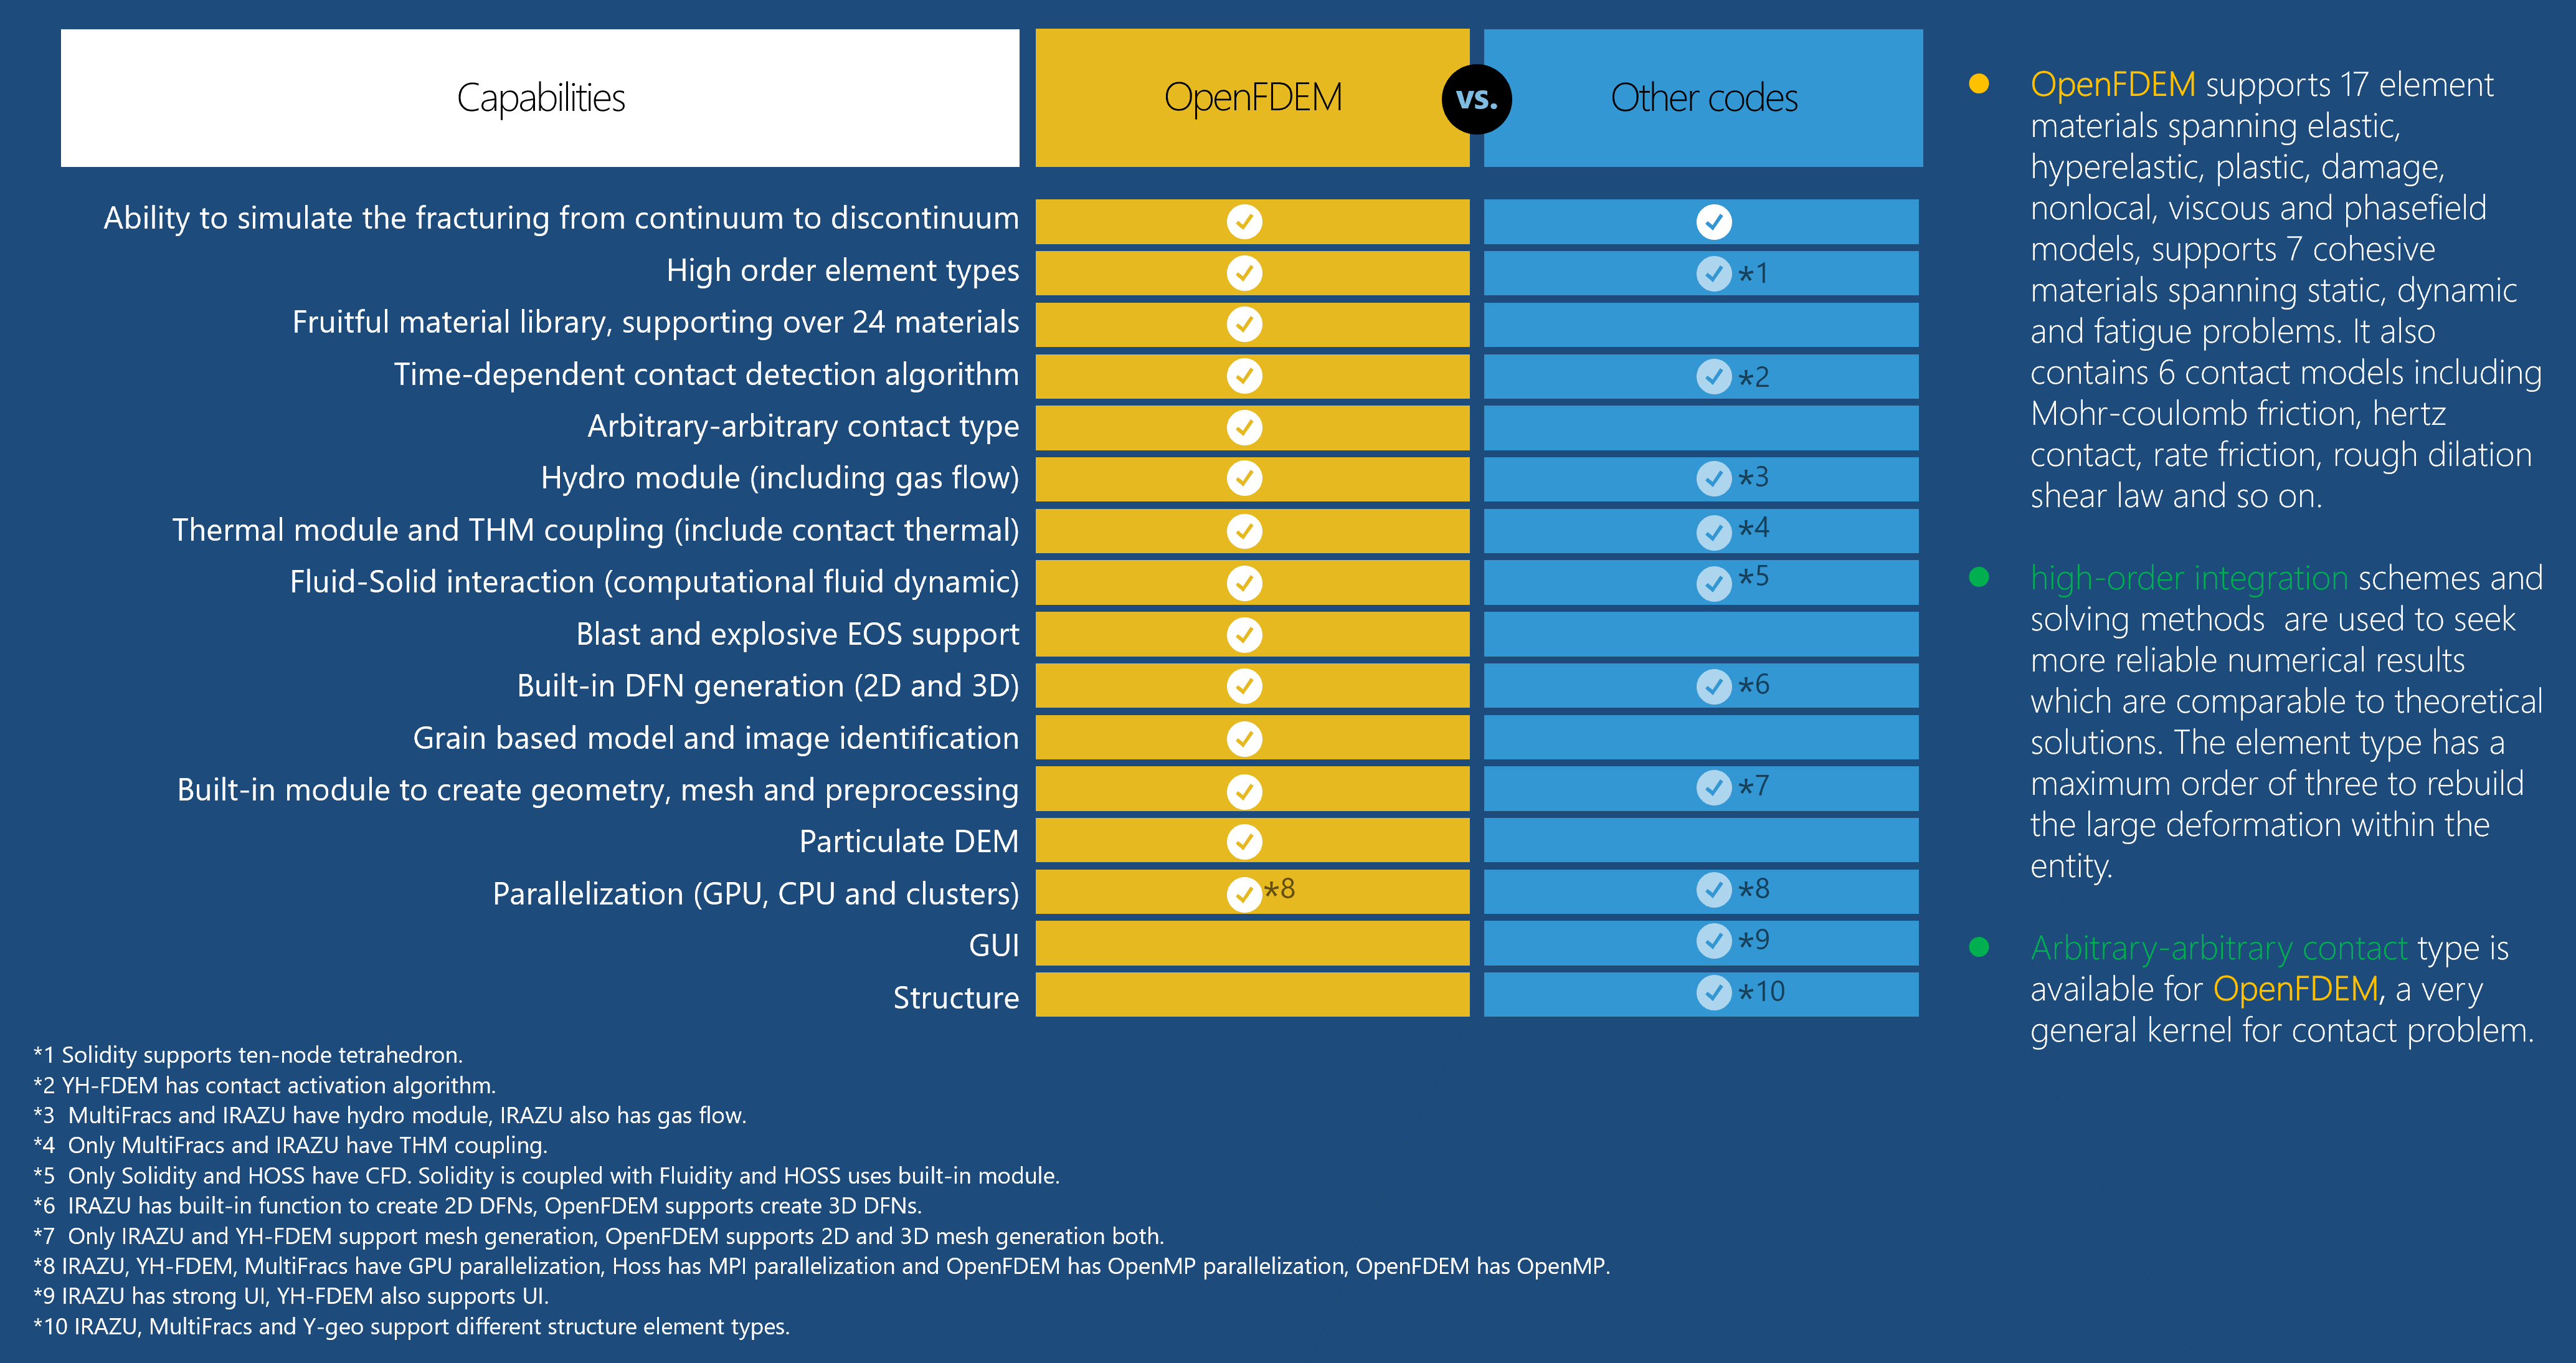 Capabilities
OpenFDEM
vs.
Other codes
Ability to simulate the fracturing from continuum to discontinuum
High order element types
*1
Fruitful material library, supporting over 24 materials
Time-dependent contact detection algorithm
*2
Arbitrary-arbitrary contact type
Hydro module (including gas flow)
*3
Thermal module and THM coupling (include contact thermal)
*4
Fluid-Solid interaction (computational fluid dynamic)
*5
Blast and explosive EOS support
Built-in DFN generation (2D and 3D)
*6
Grain based model and image identification
Built-in module to create geometry, mesh and preprocessing
*7
Particulate DEM
Parallelization (GPU, CPU and clusters)
*8
*8
GUI
*9
Structure
*10
*1 Solidity supports ten-node tetrahedron.
*2 YH-FDEM has contact activation algorithm.
*3 MultiFracs and IRAZU have hydro module, IRAZU also has gas flow.
*4 Only MultiFracs and IRAZU have THM coupling.
*5 Only Solidity and HOSS have CFD. Solidity is coupled with Fluidity and HOSS uses built-in module.
*6 IRAZU has built-in function to create 2D DFNs, OpenFDEM supports create 3D DFNs.
*7 Only IRAZU and YH-FDEM support mesh generation, OpenFDEM supports 2D and 3D mesh generation both.
*8 IRAZU, YH-FDEM, MultiFracs have GPU parallelization, Hoss has MPI parallelization and OpenFDEM has OpenMP parallelization, OpenFDEM has OpenMP.
*9 IRAZU has strong UI, YH-FDEM also supports UI.
*10 IRAZU, MultiFracs and Y-geo support different structure element types.
OpenFDEM supports 17 element
materials spanning elastic,
hyperelastic, plastic, damage,
nonlocal, viscous and phasefield
models, supports 7 cohesive
materials spanning static, dynamic
and fatigue problems. It also
contains 6 contact models including
Mohr-coulomb friction, hertz
contact, rate friction, rough dilation
shear law and so on.
high-order integration schemes and
solving methods are used to seek
more reliable numerical results
which are comparable to theoretical
solutions. The element type has a
maximum order of three to rebuild
the large deformation within the
entity.
Arbitrary-arbitrary contact type is
available for OpenFDEM, a very
general kernel for contact problem.